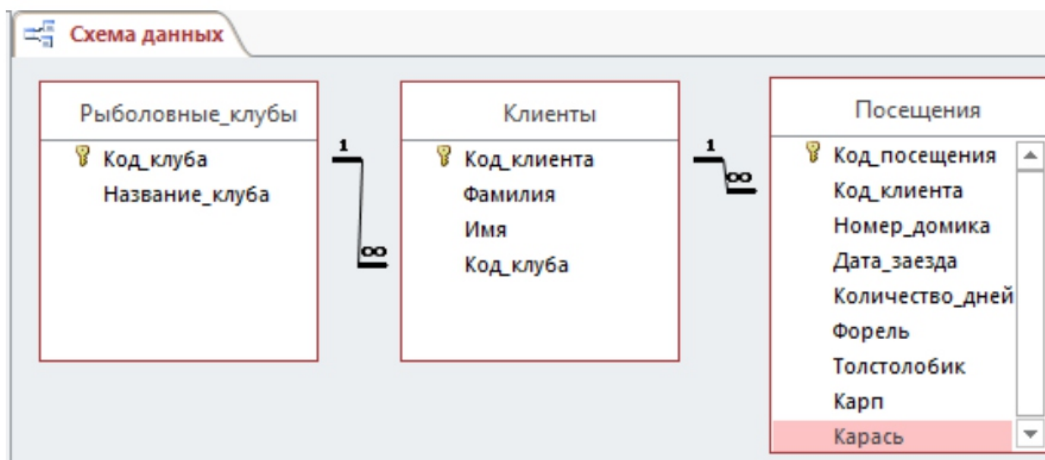 Схема данных
Рыболовные_клубы
Код_клуба
Название_клуба
1
∞
Клиенты
Код_клиента
Фамилия
Имя
Код_клуба
1
∞
Посещения
Код_посещения
Код_клиента
Номер_домика
Дата_заезда
Количество_дней
Форель
Толстолобик
Карп
Карась